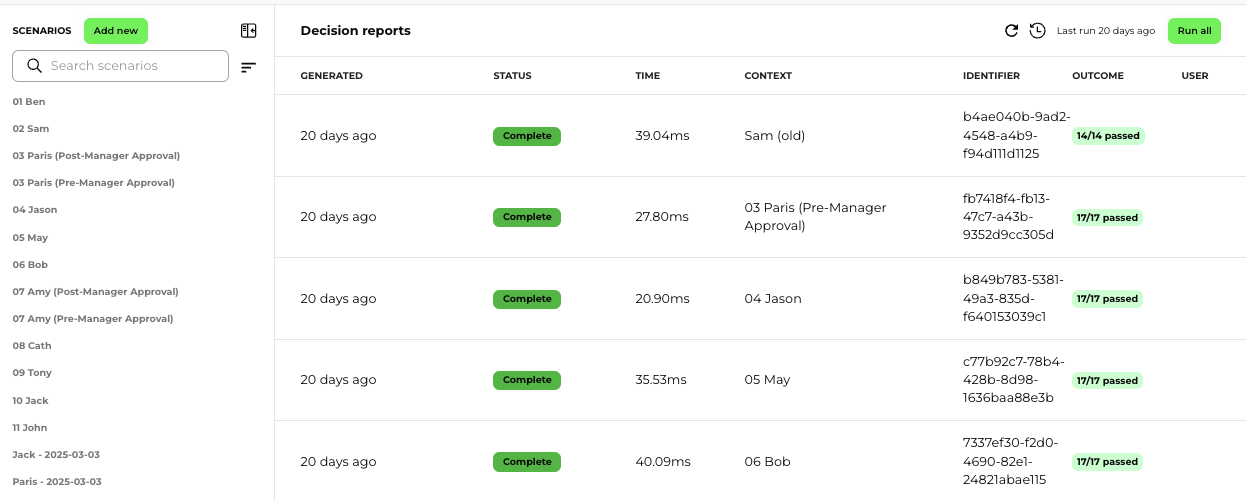 SCENARIOS
Add new
Search scenarios
01 Ben
02 Sam
03 Paris (Post-Manager Approval)
03 Paris (Pre-Manager Approval)
04 Jason
05 May
06 Bob
07 Amy (Post-Manager Approval)
07 Amy (Pre-Manager Approval)
08 Cath
09 Tony
10 Jack
11 John
Jack - 2025-03-03
Paris - 2025-03-03
Decision reports
Last run 20 days ago
Run all
GENERATED STATUS TIME CONTEXT IDENTIFIER OUTCOME USER
20 days ago Complete 39.04ms Sam (old)
b4ae040b-9ad2-
4548-a4b9-
f94d111d1125
14/14 passed
20 days ago Complete 27.80ms
03 Paris (Pre-Manager
Approval)
fb7418f4-fb13-
47c7-a43b-
9352d9cc305d
17/17 passed
20 days ago Complete 20.90ms 04 Jason
b849b783-5381-
49a3-835d-
f640153039c1
17/17 passed
20 days ago Complete 35.53ms 05 May
c77b92c7-78b4-
428b-8d98-
1636baa88e3b
17/17 passed
20 days ago Complete 40.09ms 06 Bob
7337ef30-f2d0-
4690-82e1-
24821abae115
17/17 passed